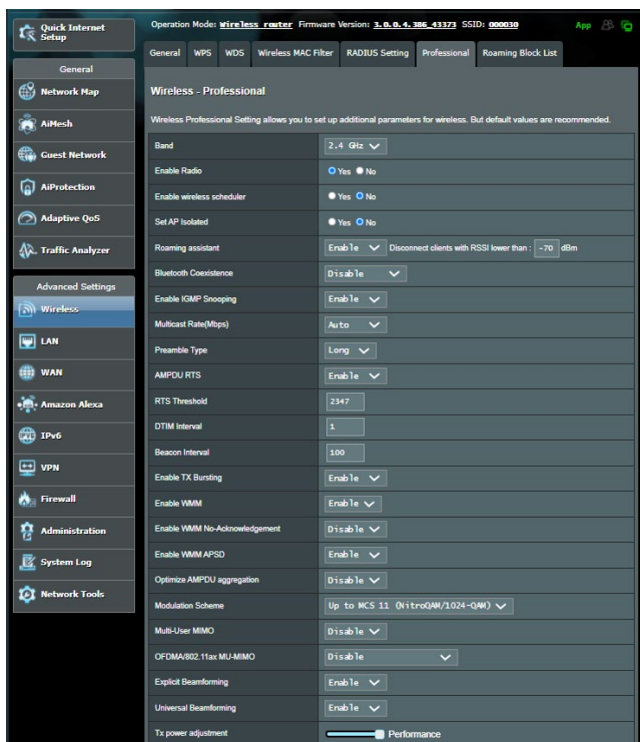 Quick Internet Setup
Operation Mode: Wireless router Firmware Version: 3.0.0.4.386_43373 SSID: 000030
App
General WPS WDS Wireless MAC Filter RADIUS Setting Professional Roaming Block List
General
Network Map
AiMesh
Guest Network
AiProtection
Adaptive QoS
Traffic Analyzer
Advanced Settings
Wireless
LAN
WAN
Amazon Alexa
IPv6
VPN
Firewall
Administration
System Log
Network Tools
Wireless - Professional
Wireless Professional Setting allows you to set up additional parameters for wireless. But default values are recommended.
Band 2.4 GHz
Enable Radio Yes No
Enable wireless scheduler Yes No
Set AP Isolated Yes No
Roaming assistant Enable Disconnect clients with RSSI lower than : -70 dBm
Bluetooth Coexistence Disable
Enable IGMP Snooping Enable
Multicast Rate(Mbps) Auto
Preamble Type Long
AMPDU RTS Enable
RTS Threshold 2347
DTIM Interval 1
Beacon Interval 100
Enable TX Bursting Enable
Enable WMM Enable
Enable WMM No-Acknowledgement Disable
Enable WMM APSD Enable
Optimize AMPDU aggregation Disable
Modulation Scheme Up to MCS 11 (NitroQAM/1024-QAM)
Multi-User MIMO Disable
OFDMA/802.11ax MU-MIMO Disable
Explicit Beamforming Enable
Universal Beamforming Enable
Tx power adjustment Performance